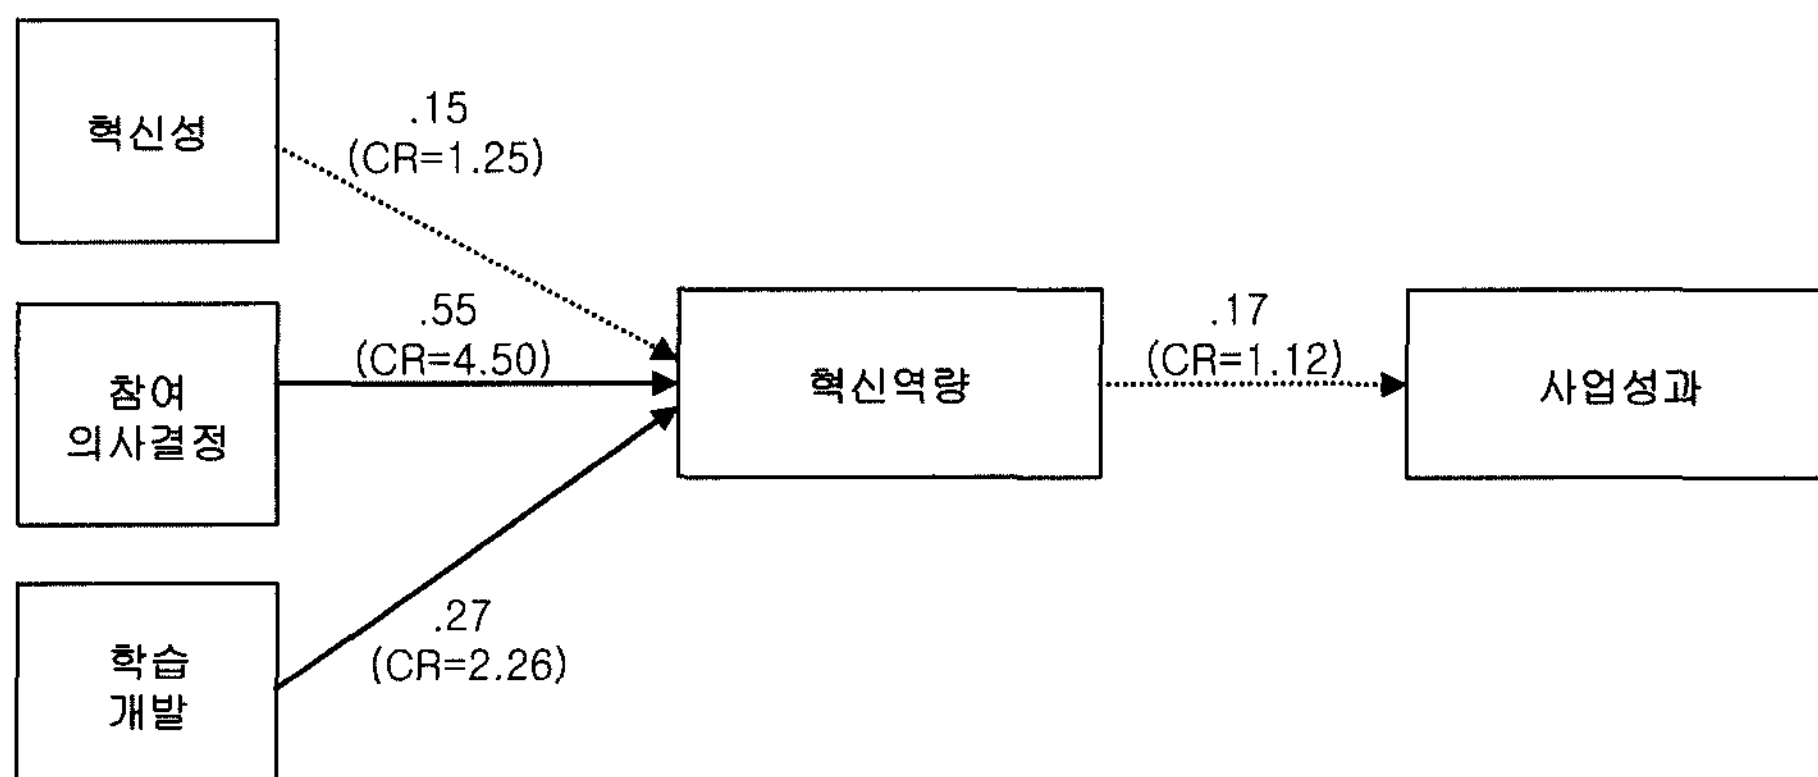 혁신성
.15
(CR=1.25)
참여
의사결정
.55
(CR=4.50)
학습
개발
.27
(CR=2.26)
혁신역량
.17
(CR=1.12)
사업성과